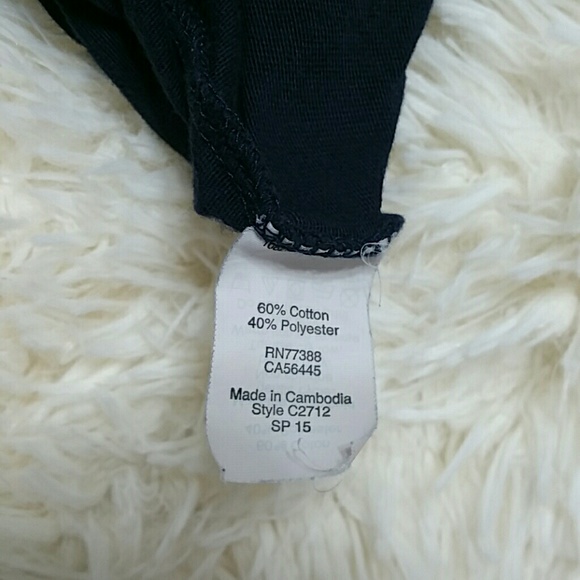 60% Cotton
40% Polyester
RN77388
CA56445
Made in Cambodia
Style C2712
SP 15